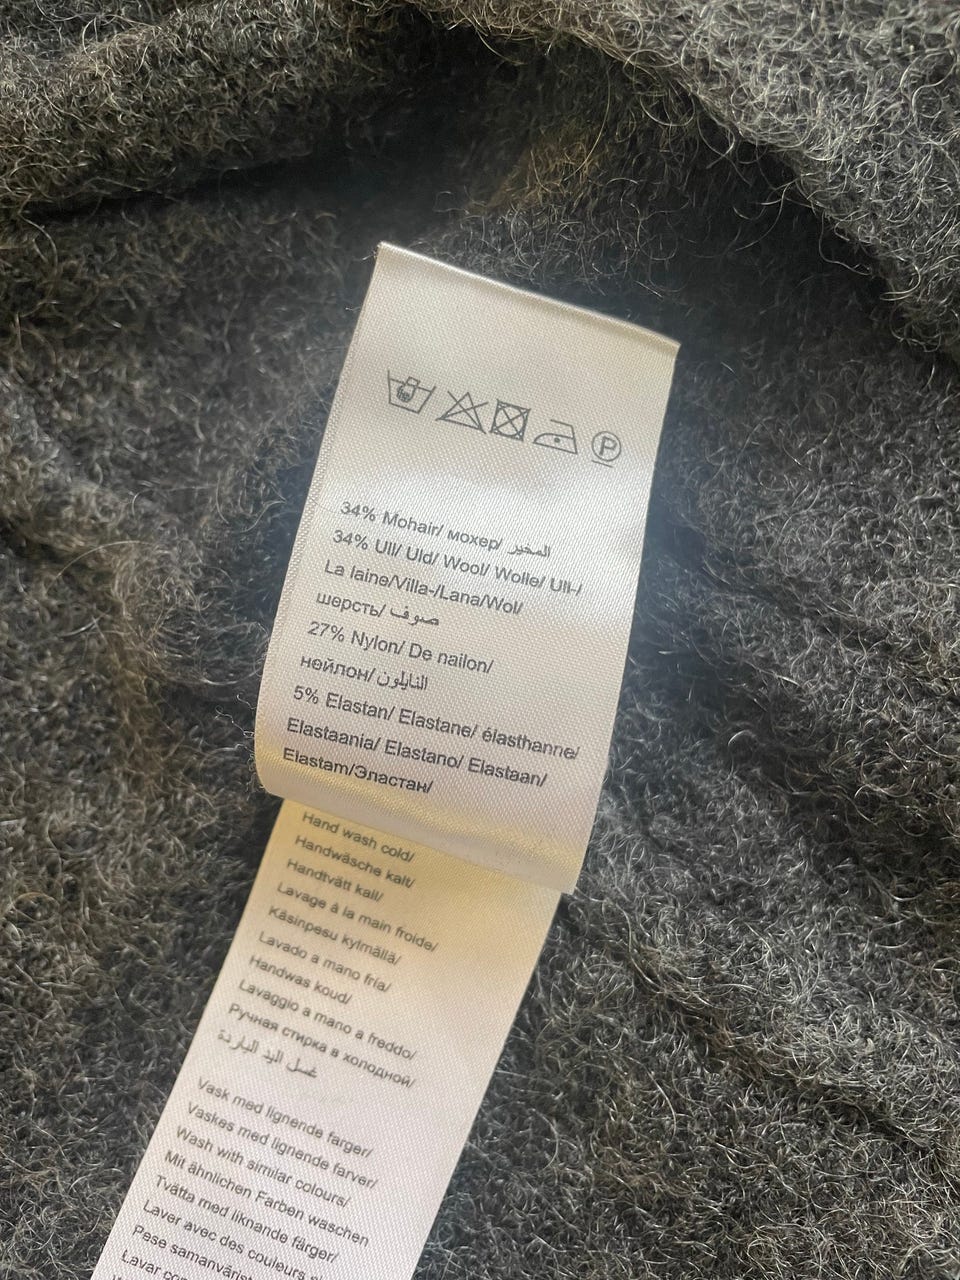 P
34% Mohair/ мохер/ المخير
34% Ull/ Uld/ Wool/ Wolle/ Ull-/
La laine/Villa-/Lana/Wol/
шерсть/ صوف/
27% Nylon/ De nailon/
нейлон/ النايلون
5% Elastan/ Elastane/ élasthanne/
Elastaania/ Elastano/ Elastaan/
Elastam/Эластан/
Hand wash cold/
Handwäsche kalt/
Handtvätt kall/
Lavage à la main froide/
Käsinpesu kylmällä/
Lavado a mano fría/
Handwas koud/
Lavaggio a mano a freddo/
Ручная стирка в холодной/
غسل اليد الباردة
Vask med lignende farger/
Vaskes med lignende farver/
Wash with similar colours/
Mit ähnlichen Farben waschen
Tvätta med liknande färger/
Laver avec des couleurs
Pese
Lavar